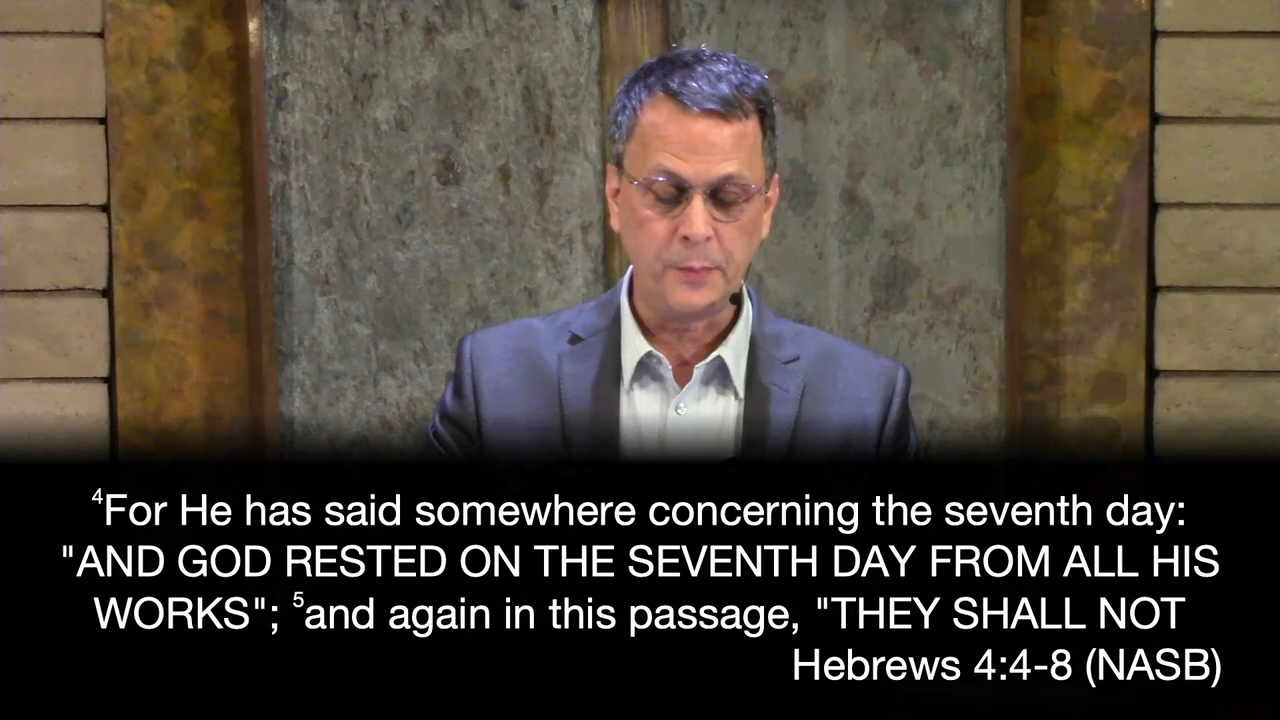 ⁴For He has said somewhere concerning the seventh day:
"AND GOD RESTED ON THE SEVENTH DAY FROM ALL HIS
WORKS"; ⁵and again in this passage, "THEY SHALL NOT
Hebrews 4:4-8 (NASB)